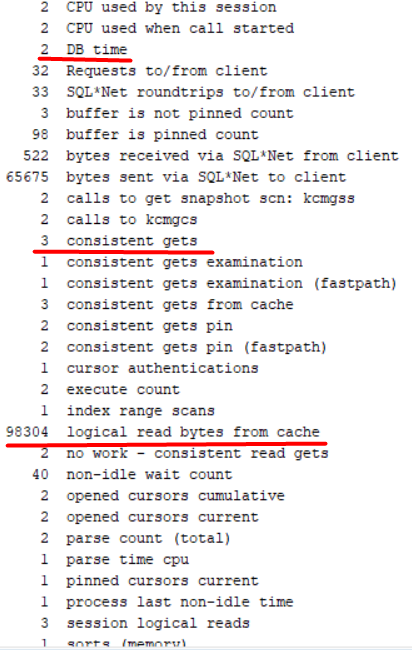 2 CPU used by this session
2 CPU used when call started
2 DB time
32 Requests to/from client
33 SQL*Net roundtrips to/from client
3 buffer is not pinned count
98 buffer is pinned count
522 bytes received via SQL*Net from client
65675 bytes sent via SQL*Net to client
2 calls to get snapshot scn: kcmgss
2 calls to kcmgcs
3 consistent gets
1 consistent gets examination
1 consistent gets examination (fastpath)
3 consistent gets from cache
2 consistent gets pin
2 consistent gets pin (fastpath)
1 cursor authentications
2 execute count
1 index range scans
98304 logical read bytes from cache
2 no work - consistent read gets
40 non-idle wait count
2 opened cursors cumulative
2 opened cursors current
2 parse count (total)
1 parse time cpu
1 pinned cursors current
1 process last non-idle time
3 session logical reads
1 sorts (memory)